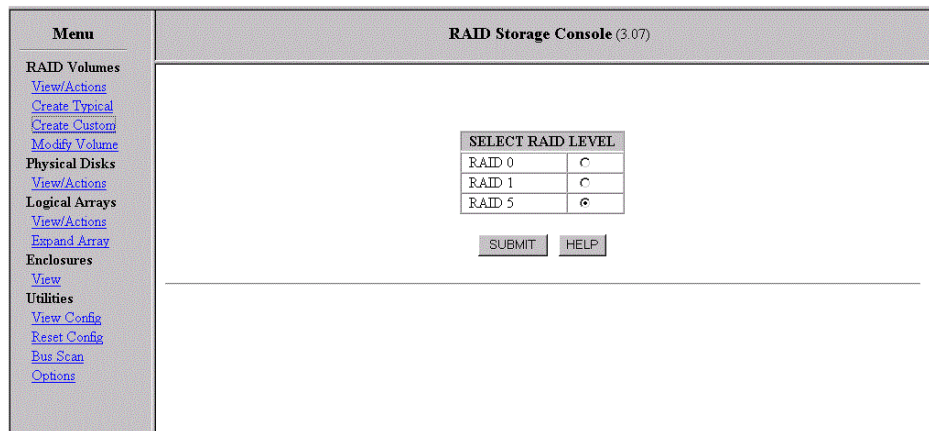 Menu
RAID Storage Console (3.07)
RAID Volumes
View/Actions
Create Typical
Create Custom
Modify Volume
Physical Disks
View/Actions
Logical Arrays
View/Actions
Expand Array
Enclosures
View
Utilities
View Config
Reset Config
Bus Scan
Options
SELECT RAID LEVEL
RAID 0
RAID 1
RAID 5
SUBMIT HELP